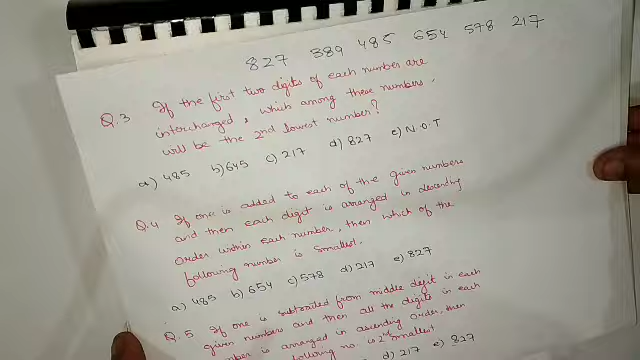 827 389 485 654 578 217
Q.3 If the first two digits of each number are
interchanged, which among these numbers
will be the 2nd lowest number?
a) 485 b) 645 c) 217 d) 827 e) N.O.T
Q.4 If one is added to each of the given numbers
and then each digit is arranged in descending
order within each number, then which of the
following number is smallest.
a) 485 b) 654 c) 578 d) 217 e) 827
Q.5 If one is subtracted from middle digit in each
given numbers and then all the digits in each
number is arranged in ascending order, then
following no. is 2nd smallest
d) 217 e) 827